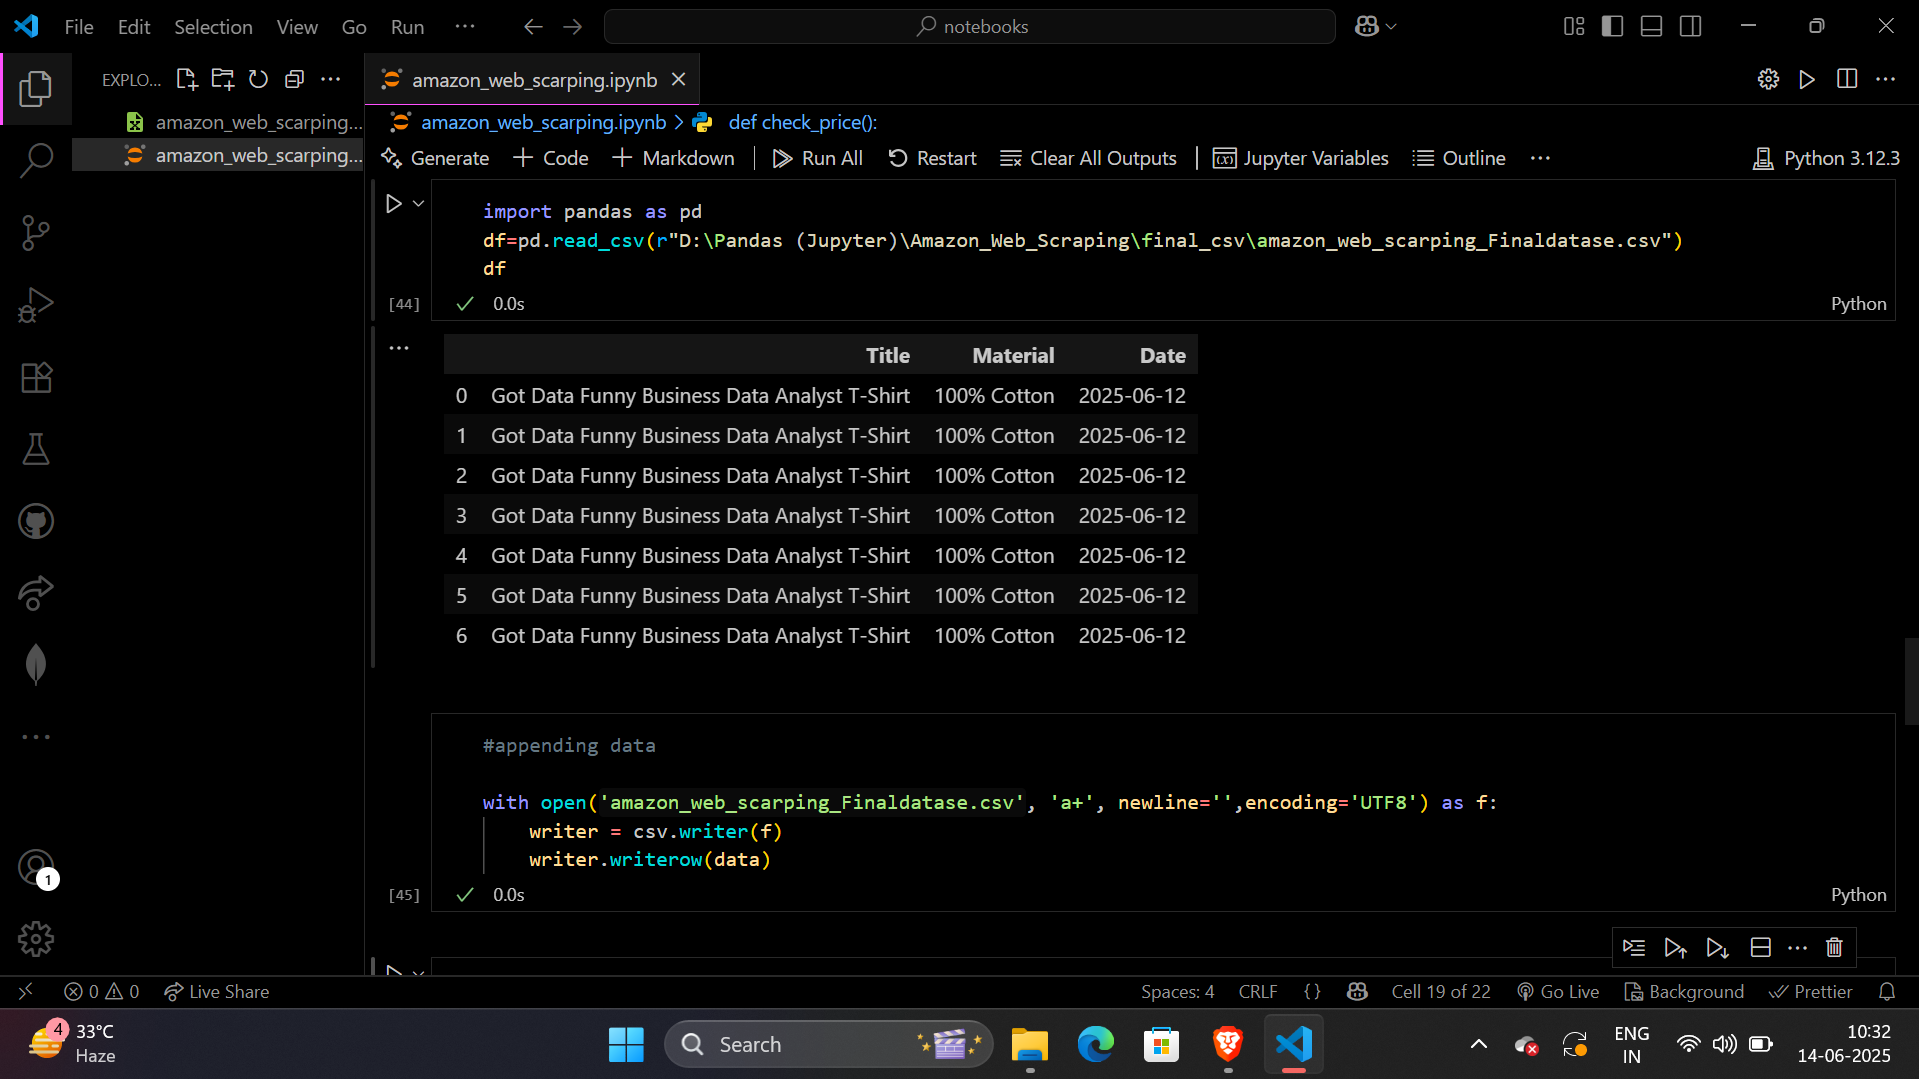 File Edit Selection View Go Run ··· notebooks
EXPLO... ··· amazon_web_scarping.ipynb
amazon_web_scarping...
amazon_web_scarping...
amazon_web_scarping.ipynb > def check_price():
Generate + Code + Markdown Run All Restart Clear All Outputs Jupyter Variables Outline ··· Python 3.12.3
import pandas as pd
df=pd.read_csv(r"D:\Pandas (Jupyter)\Amazon_Web_Scraping\final_csv\amazon_web_scarping_Finaldatase.csv")
df
[44] 0.0s Python
Title Material Date
0 Got Data Funny Business Data Analyst T-Shirt 100% Cotton 2025-06-12
1 Got Data Funny Business Data Analyst T-Shirt 100% Cotton 2025-06-12
2 Got Data Funny Business Data Analyst T-Shirt 100% Cotton 2025-06-12
3 Got Data Funny Business Data Analyst T-Shirt 100% Cotton 2025-06-12
4 Got Data Funny Business Data Analyst T-Shirt 100% Cotton 2025-06-12
5 Got Data Funny Business Data Analyst T-Shirt 100% Cotton 2025-06-12
6 Got Data Funny Business Data Analyst T-Shirt 100% Cotton 2025-06-12
#appending data
with open('amazon_web_scarping_Finaldatase.csv', 'a+', newline='',encoding='UTF8') as f:
writer = csv.writer(f)
writer.writerow(data)
[45] 0.0s Python
1
0 0 Live Share Spaces: 4 CRLF {} Cell 19 of 22 Go Live Background Prettier
4 33°C
Haze
Search
ENG
IN
10:32
14-06-2025